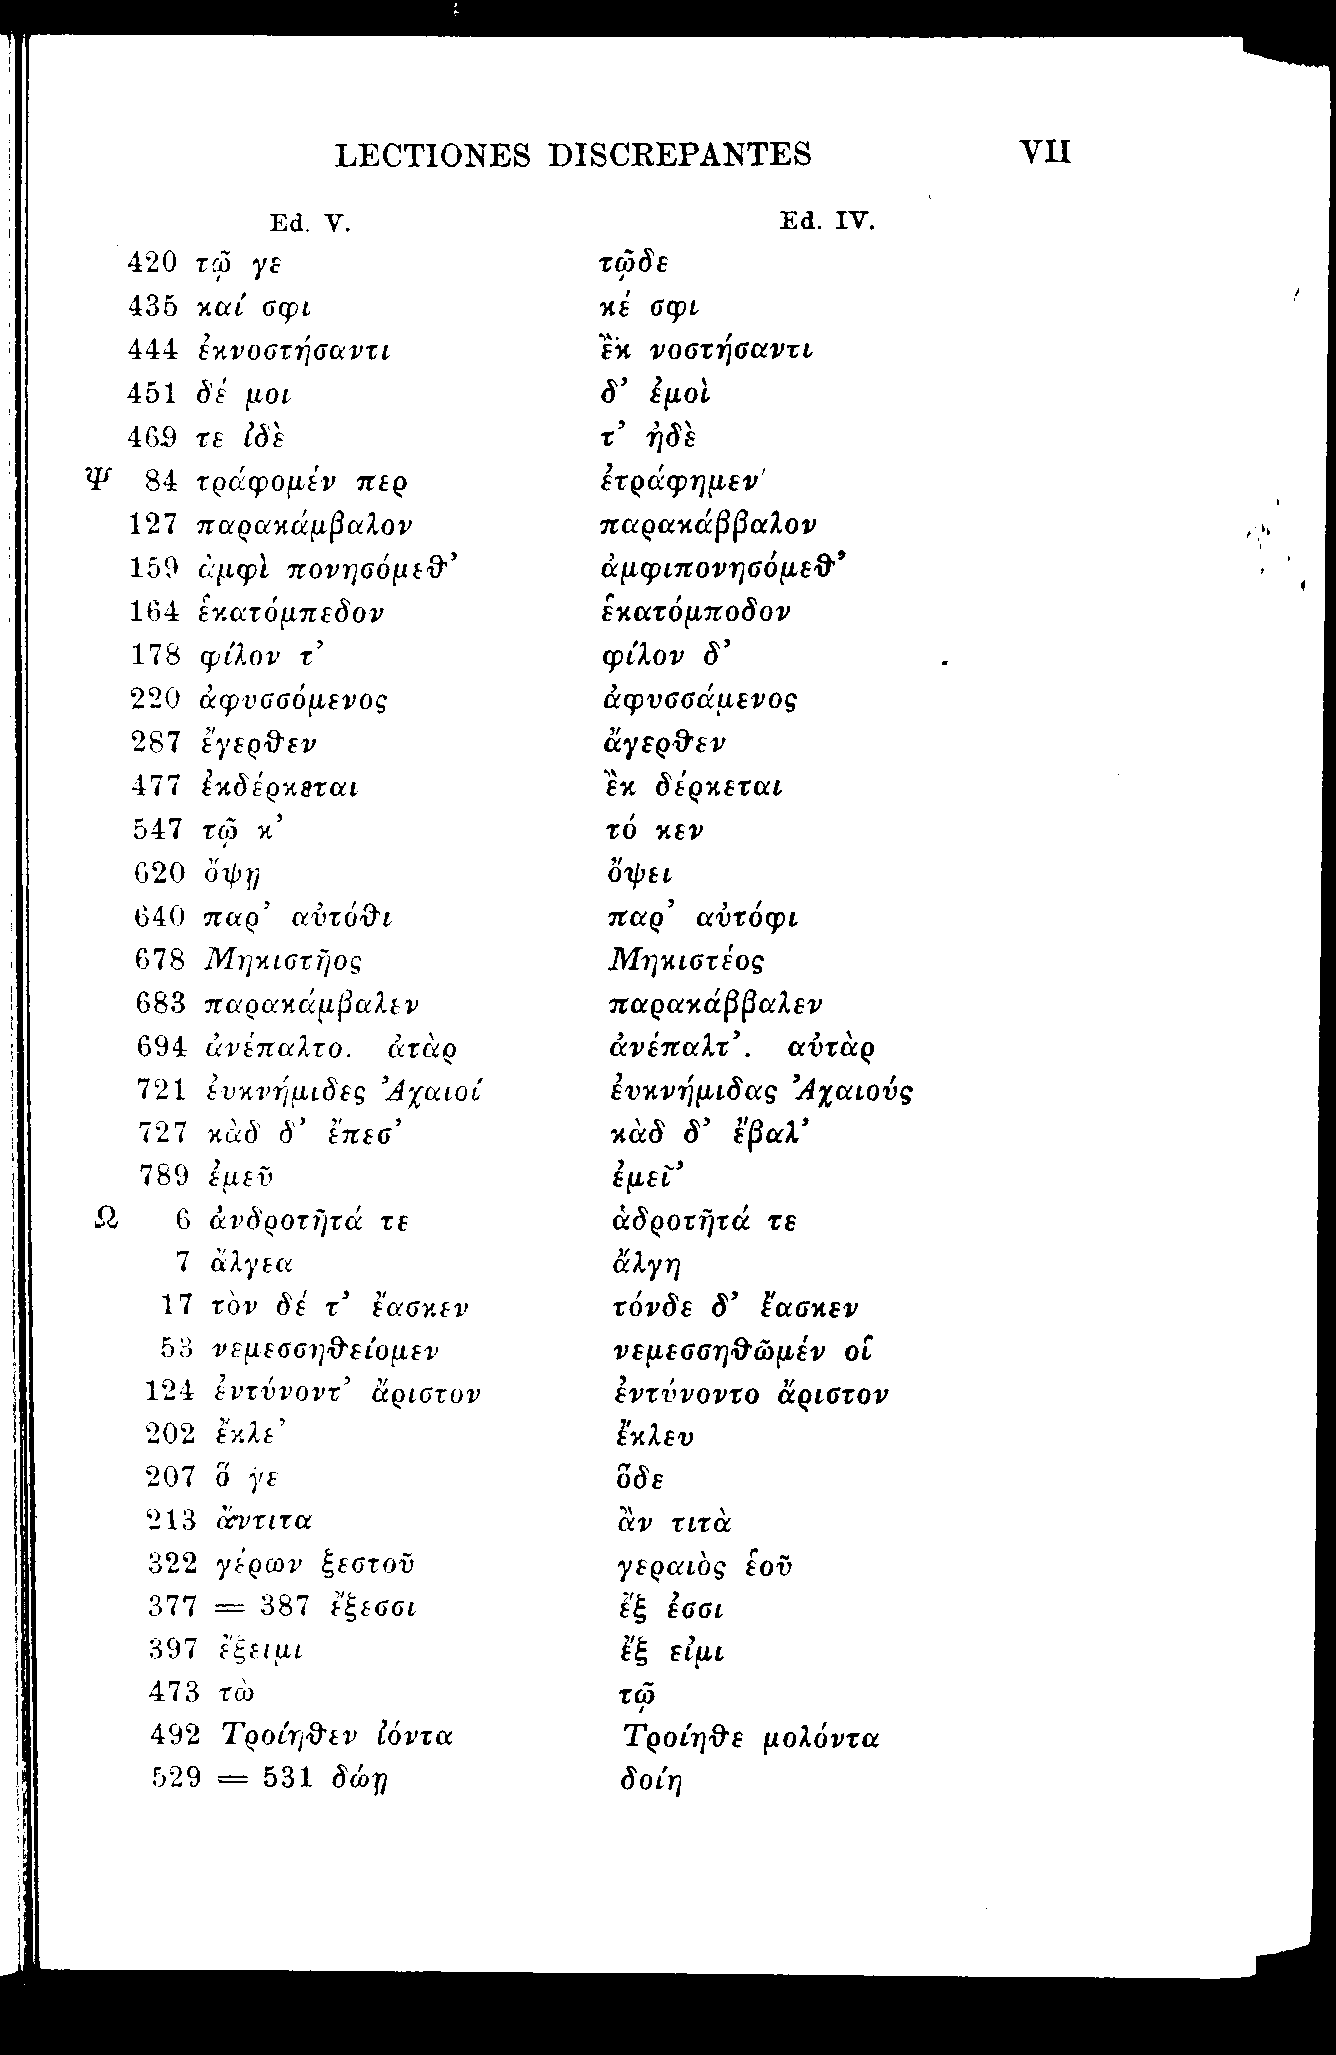 LECTIONES DISCREPANTES VII
Ed. V. Ed. IV.
420 τῷ γε τῷδε
435 καί σφι κέ σφι
444 ἐκνοστήσαντι ἒκ νοστήσαντι
451 δέ μοι δ’ ἐμοὶ
469 τε ἰδὲ τ’ ἠδὲ
Ψ 84 τράφομέν περ ἐτράφημεν
127 παρακάμβαλον παρακάββαλον
159 ἀμφὶ πονησόμεθ’ ἀμφιπονησόμεθ’
164 ἑκατόμπεδον ἑκατόμποδον
178 φίλον τ’ φίλον δ’
220 ἀφυσσόμενος ἀφυσσάμενος
287 ἔγερθεν ἄγερθεν
477 ἐκδέρκεται ἒκ δέρκεται
547 τῷ κ’ τό κεν
620 ὄψῃ ὄψει
640 παρ’ αὐτόθι παρ’ αὐτόφι
678 Μηκιστῆος Μηκιστέος
683 παρακάμβαλεν παρακάββαλεν
694 ἀνέπαλτο. ἀτὰρ ἀνέπαλτ’. αὐτὰρ
721 ἐυκνήμιδες Ἀχαιοί ἐυκνήμιδας Ἀχαιούς
727 κὰδ δ’ ἔπεσ’ κὰδ δ’ ἔβαλ’
789 ἐμεῦ ἐμεῖ’
Ω 6 ἀνδροτῆτά τε ἁδροτῆτά τε
7 ἄλγεα ἄλγη
17 τὸν δέ τ’ ἔασκεν τόνδε δ’ ἔασκεν
53 νεμεσσηθείομεν νεμεσσηθῶμέν οἷ
124 ἐντύνοντ’ ἄριστον ἐντύνοντο ἄριστον
202 ἔκλε’ ἔκλευ
207 ὅ γε ὅδε
213 ἄντιτα ἂν τιτὰ
322 γέρων ξεστοῦ γεραιὸς ἑοῦ
377 = 387 ἔξεσσι ἔξ ἐσσι
397 ἔξειμι ἔξ εἰμι
473 τὼ τῷ
492 Τροίηθεν ἰόντα Τροίηθε μολόντα
529 = 531 δώῃ δοίη